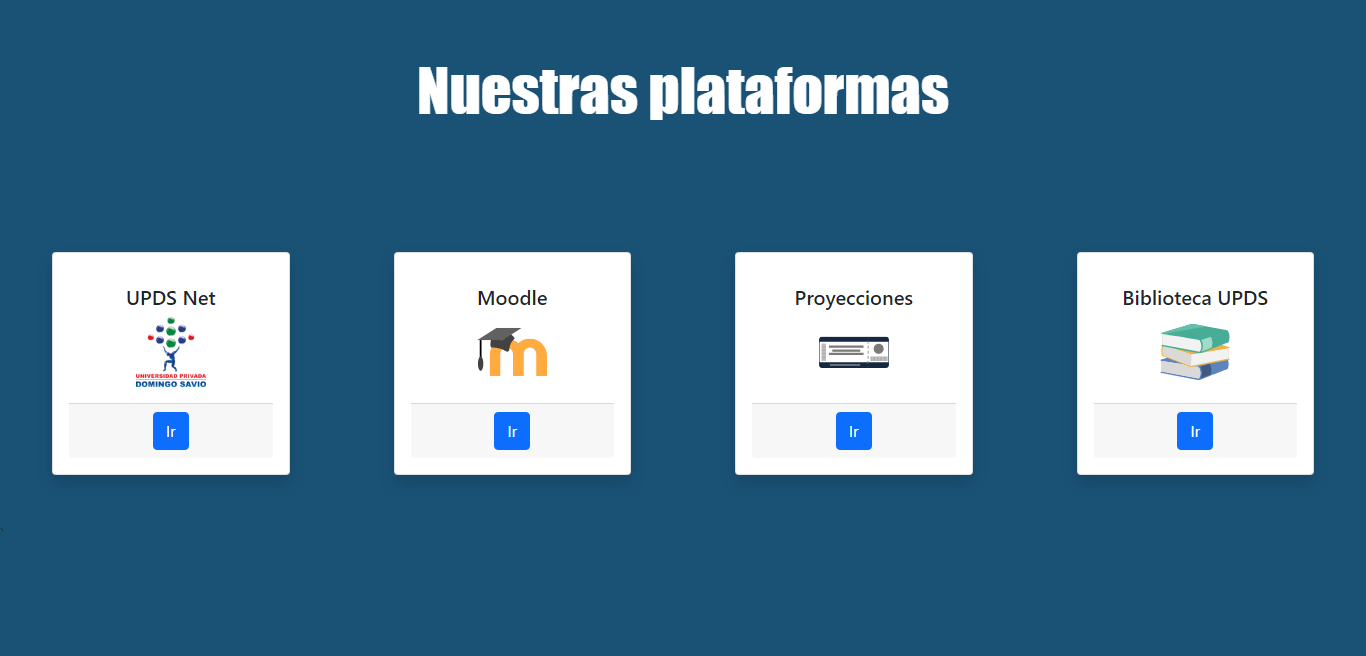 Nuestras plataformas
UPDS Net
Moodle
Proyecciones
Biblioteca UPDS
UNIVERSIDAD PRIVADA
DOMINGO SAVIO
m
Ir
Ir
Ir
Ir
`